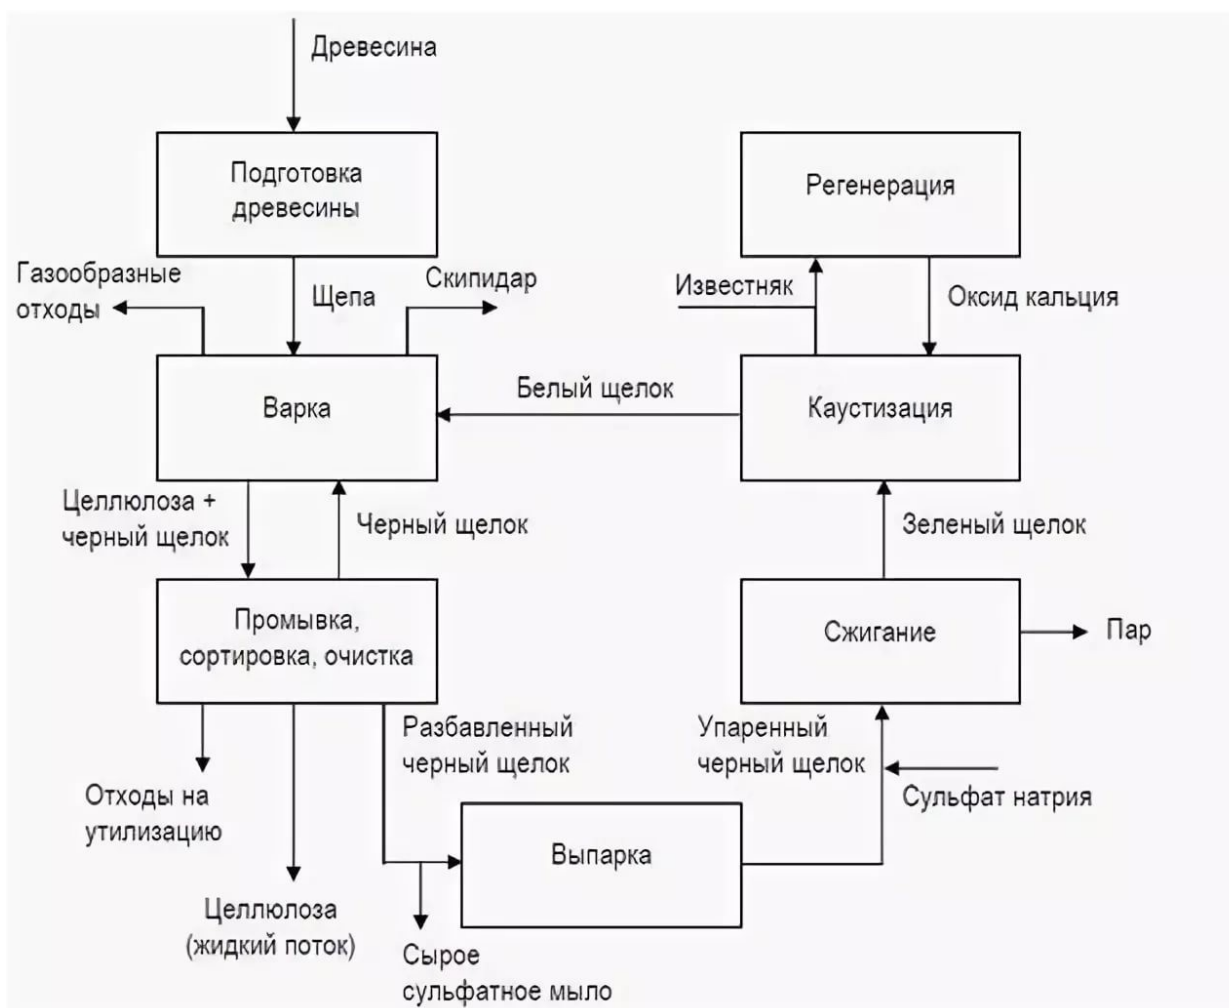 Древесина
Подготовка
древесины
Регенерация
Газообразные
отходы
Щепа
Скипидар
Известняк
Оксид кальция
Варка
Белый щелок
Каустизация
Целлюлоза +
черный щелок
Черный щелок
Зеленый щелок
Промывка,
сортировка, очистка
Сжигание
Пар
Разбавленный
черный щелок
Упаренный
черный щелок
Отходы на
утилизацию
Сульфат натрия
Выпарка
Целлюлоза
(жидкий поток)
Сырое
сульфатное мыло